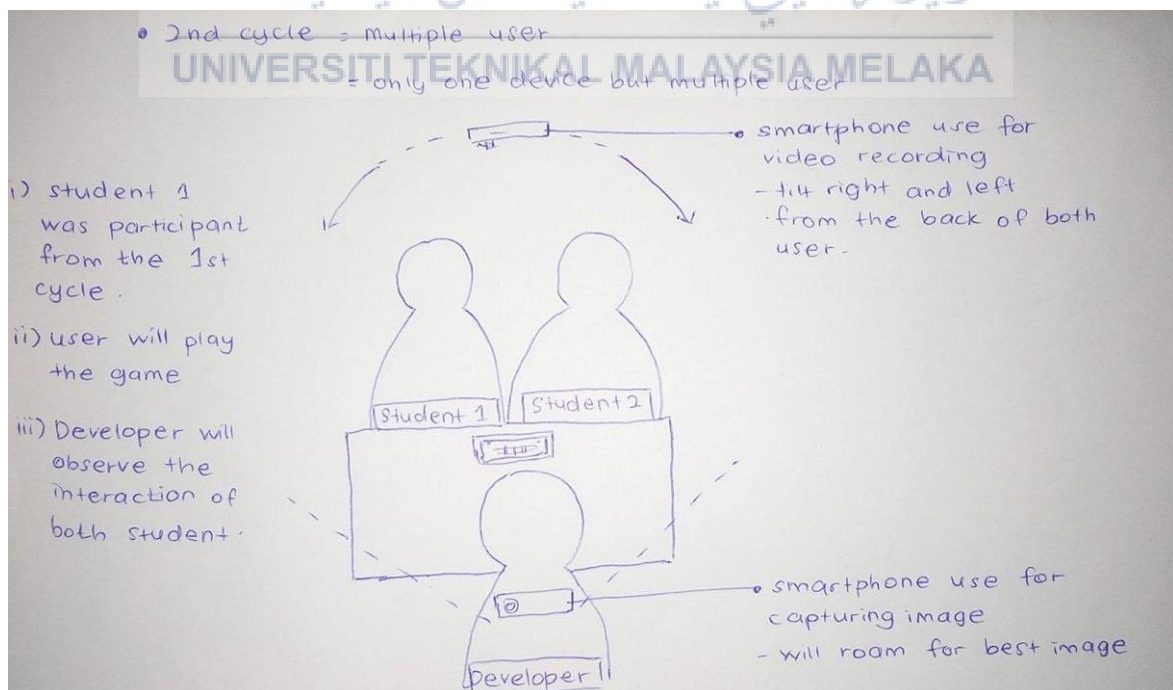 • 2nd cycle = multiple user
UNIVERSITI TEKNIKAL MALAYSIA MELAKA
= only one device but multiple user
• smartphone use for
video recording
- tilt right and left
from the back of both
user.
i) student 1
was participant
from the 1st
cycle.
ii) user will play
the game
iii) Developer will
observe the
interaction of
both student.
Student 1
Student 2
• smartphone use for
capturing image
- will roam for best image
Developer